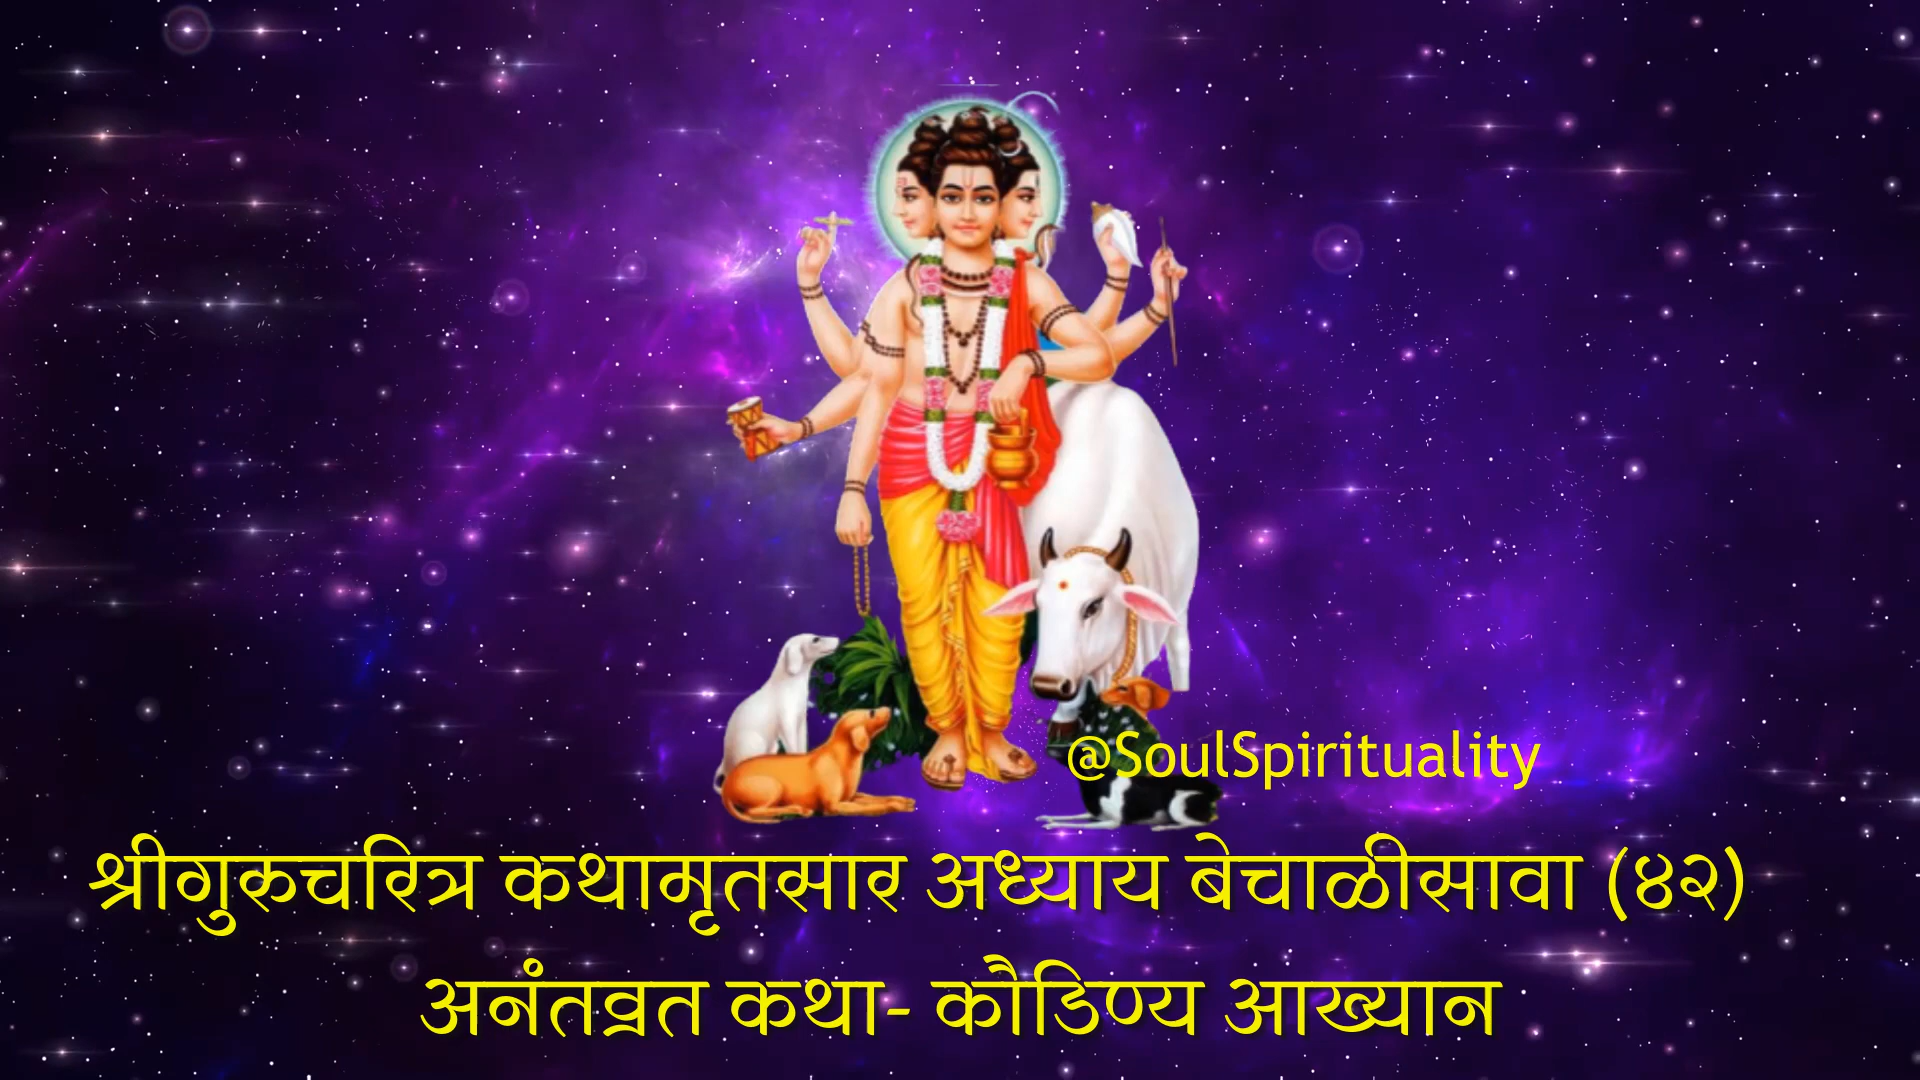 @SoulSpirituality
श्रीगुरुचरित्र कथामृतसार अध्याय बेचाळीसावा (४२)
अनंतव्रत कथा- कौडिण्य आख्यान